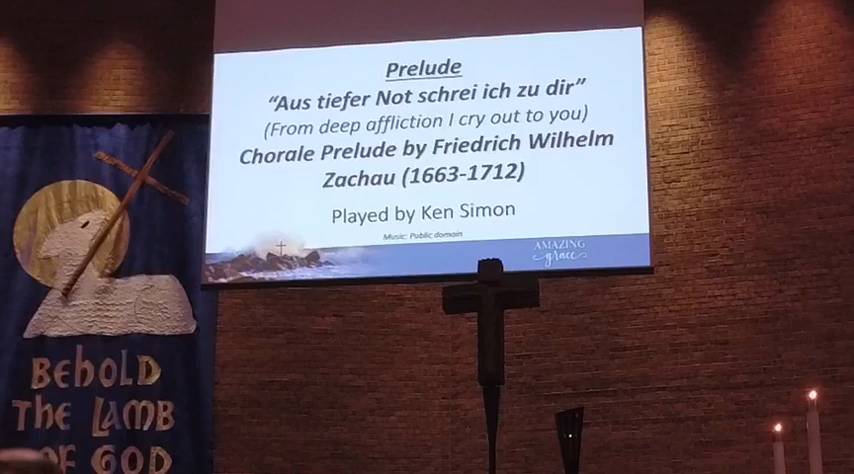 Prelude
“Aus tiefer Not schrei ich zu dir”
(From deep affliction I cry out to you)
Chorale Prelude by Friedrich Wilhelm
Zachau (1663-1712)
Played by Ken Simon
Music: Public domain
AMAZING
grace
BEhOLD
The LAMB
OF GOD